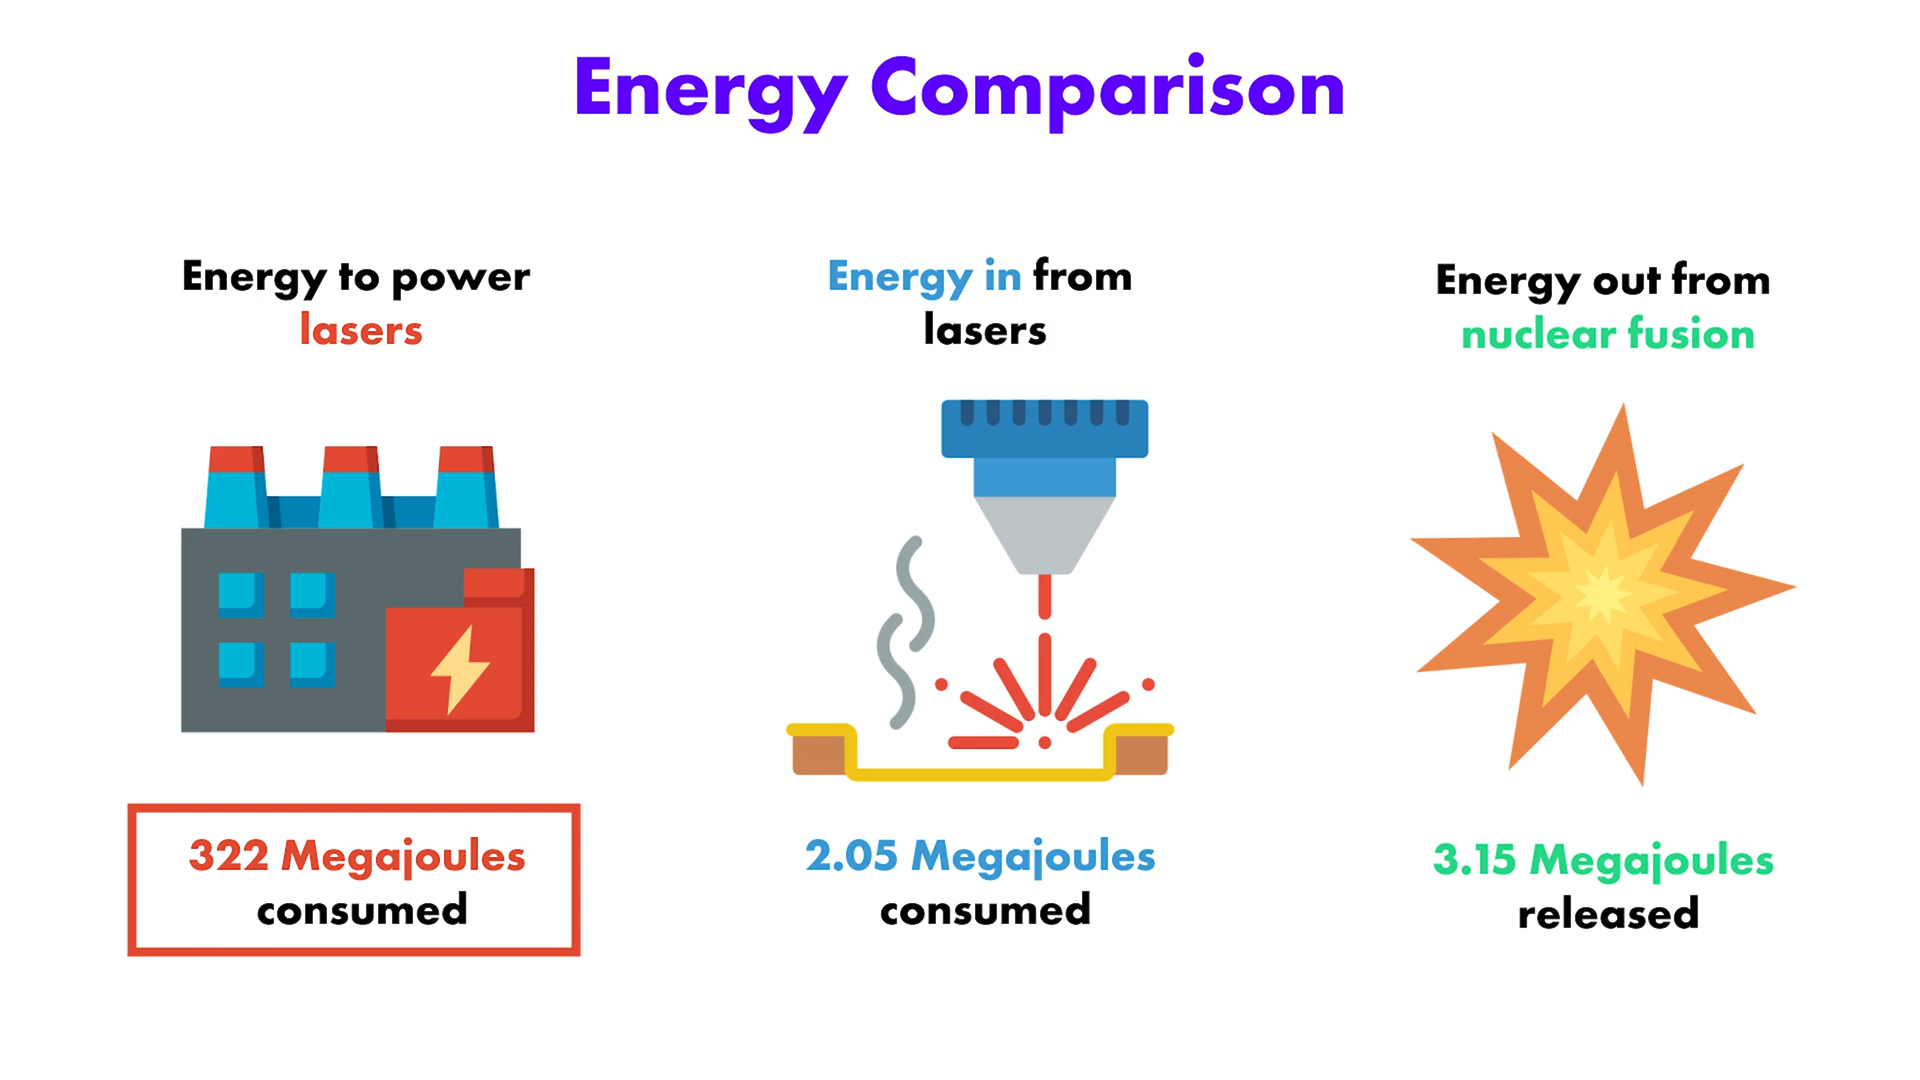 Energy Comparison
Energy to power
lasers
322 Megajoules
consumed
Energy in from
lasers
2.05 Megajoules
consumed
Energy out from
nuclear fusion
3.15 Megajoules
released